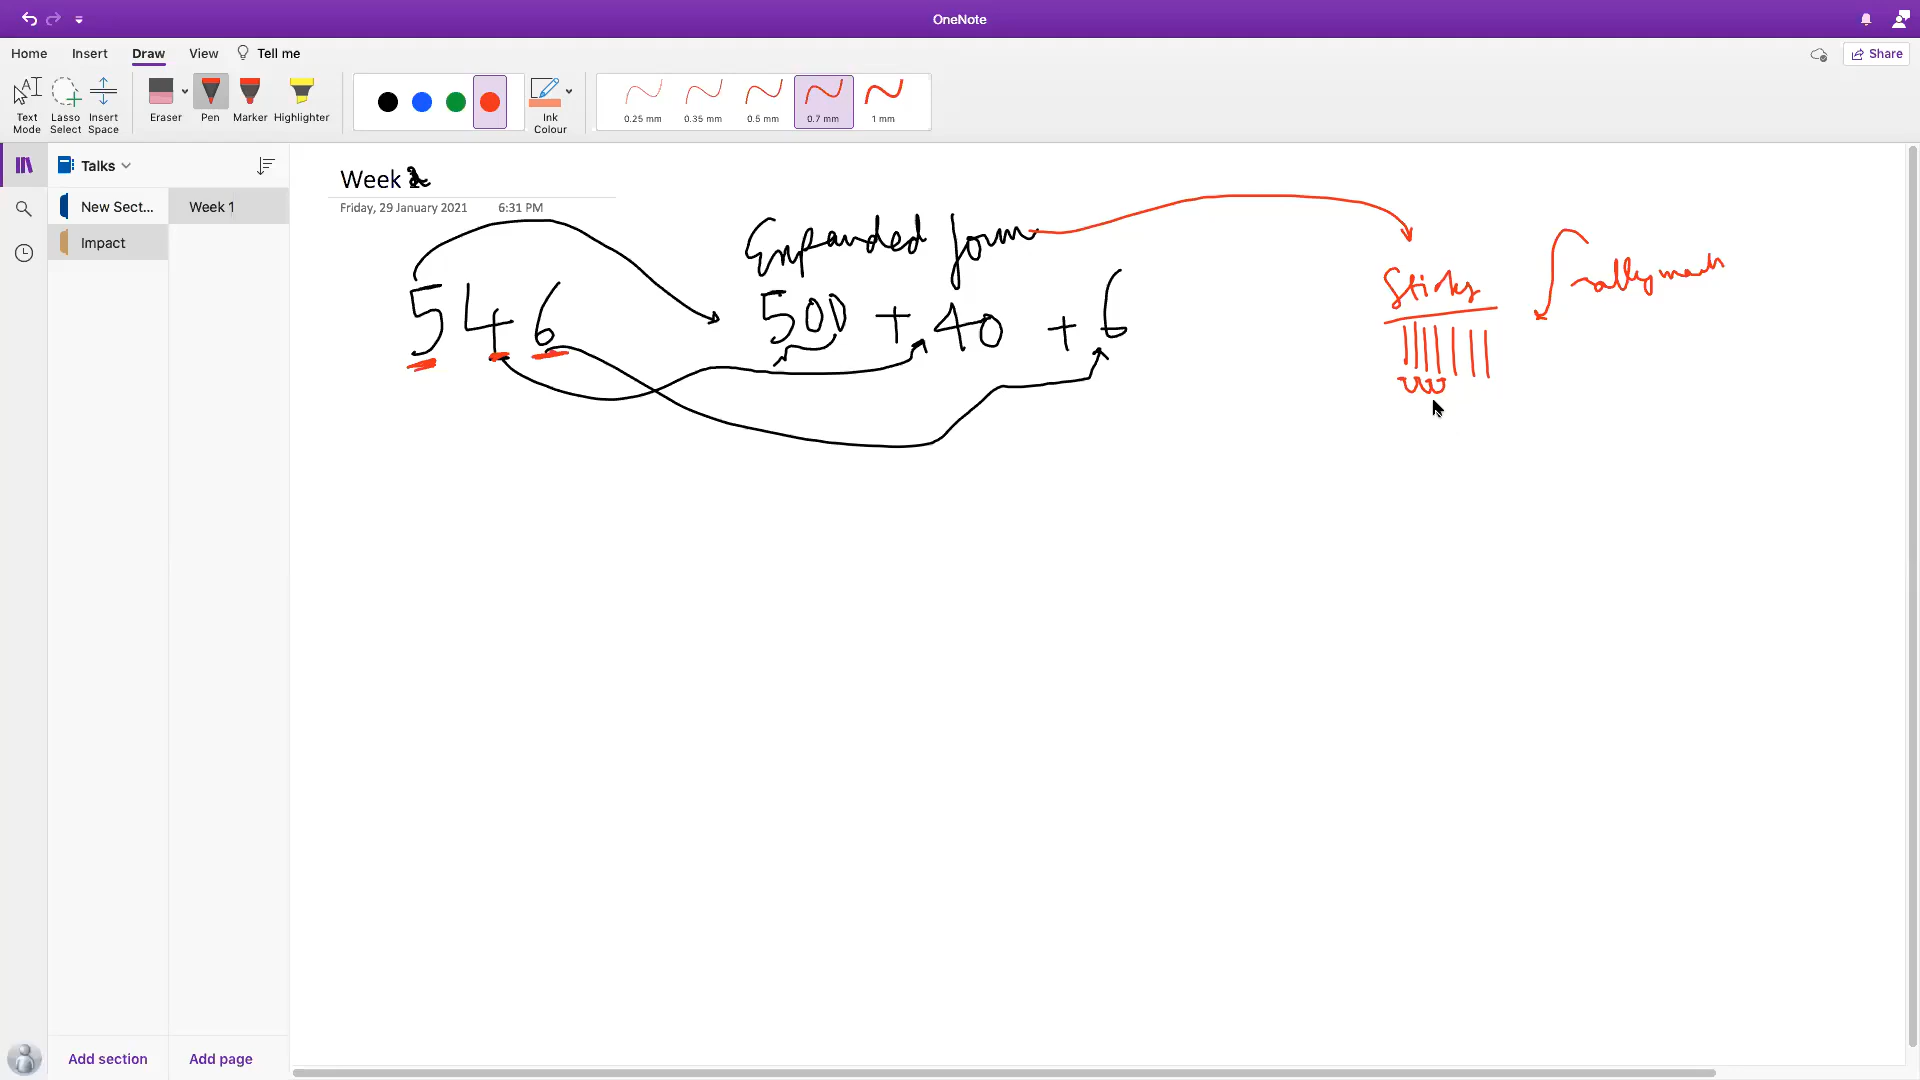 OneNote
Home Insert Draw View Tell me
Share
Text Mode
Lasso Select
Insert Space
Eraser
Pen
Marker
Highlighter
Ink Colour
0.25 mm
0.35 mm
0.5 mm
0.7 mm
1 mm
Talks
New Sect...
Impact
Week 1
Week 2
Friday, 29 January 2021 6:31 PM
Expanded form
546 500 + 40 + 6
Sticks
Add section
Add page